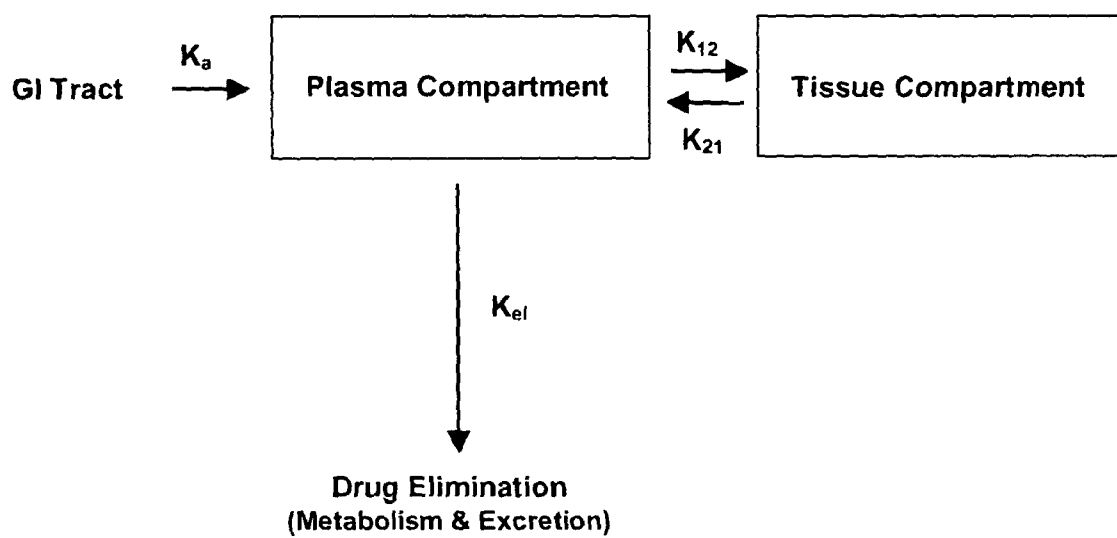 GI Tract
Ka
Plasma Compartment
K12
K21
Tissue Compartment
Kel
Drug Elimination
(Metabolism & Excretion)